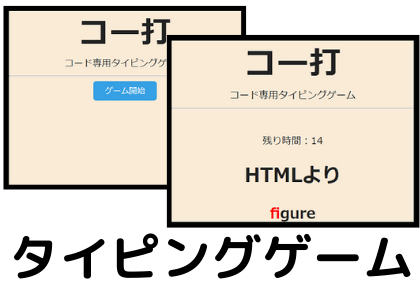 コー打
コード専用タイピングゲ
ゲーム開始
コー打
コード専用タイピングゲーム
残り時間：14
HTMLより
figure
タイピングゲーム